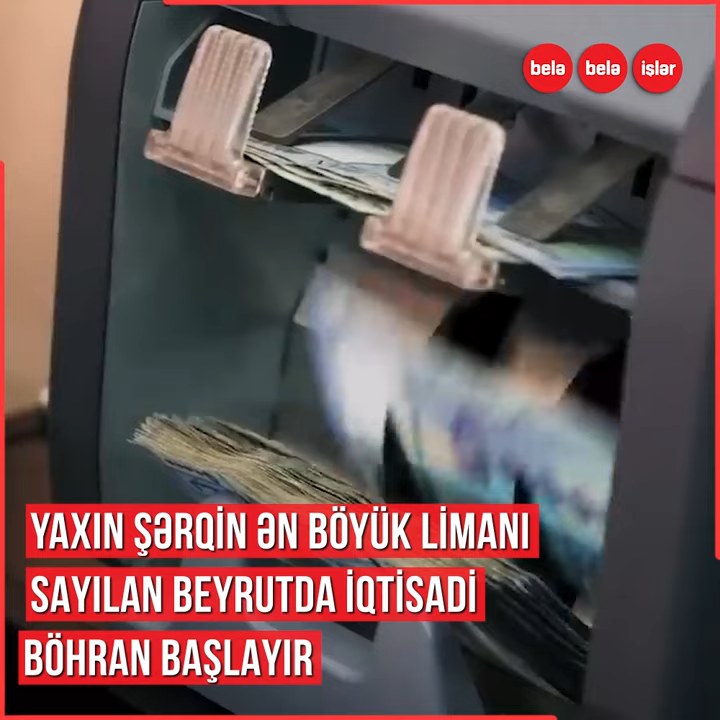 belə belə işlər
YAXIN ŞƏRQİN ƏN BÖYÜK LİMANI
SAYILAN BEYRUTDA İQTİSADİ
BÖHRAN BAŞLAYIR